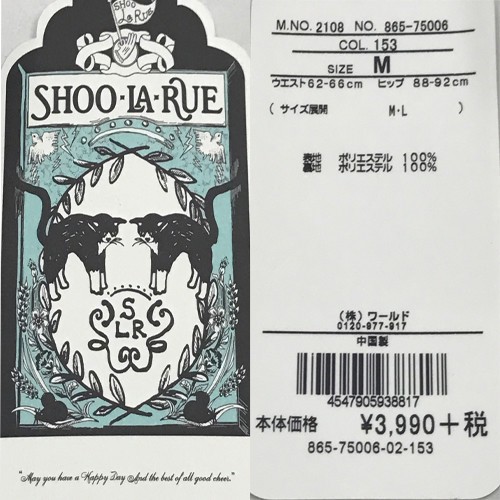 SHOO
LA RUE
SHOO·LA·RUE
S
LR
"May you have a Happy Day And the best of all good cheer."
M.NO. 2108 NO. 865-75006
COL. 153
SIZE M
ウエスト62-66cm ヒップ 88-92cm
( サイズ展開 M・L )
表地 ポリエステル 100%
裏地 ポリエステル 100%
(株)ワールド
0120-977-917
中国製
4547905938817
本体価格 ¥3,990+税
865-75006-02-153